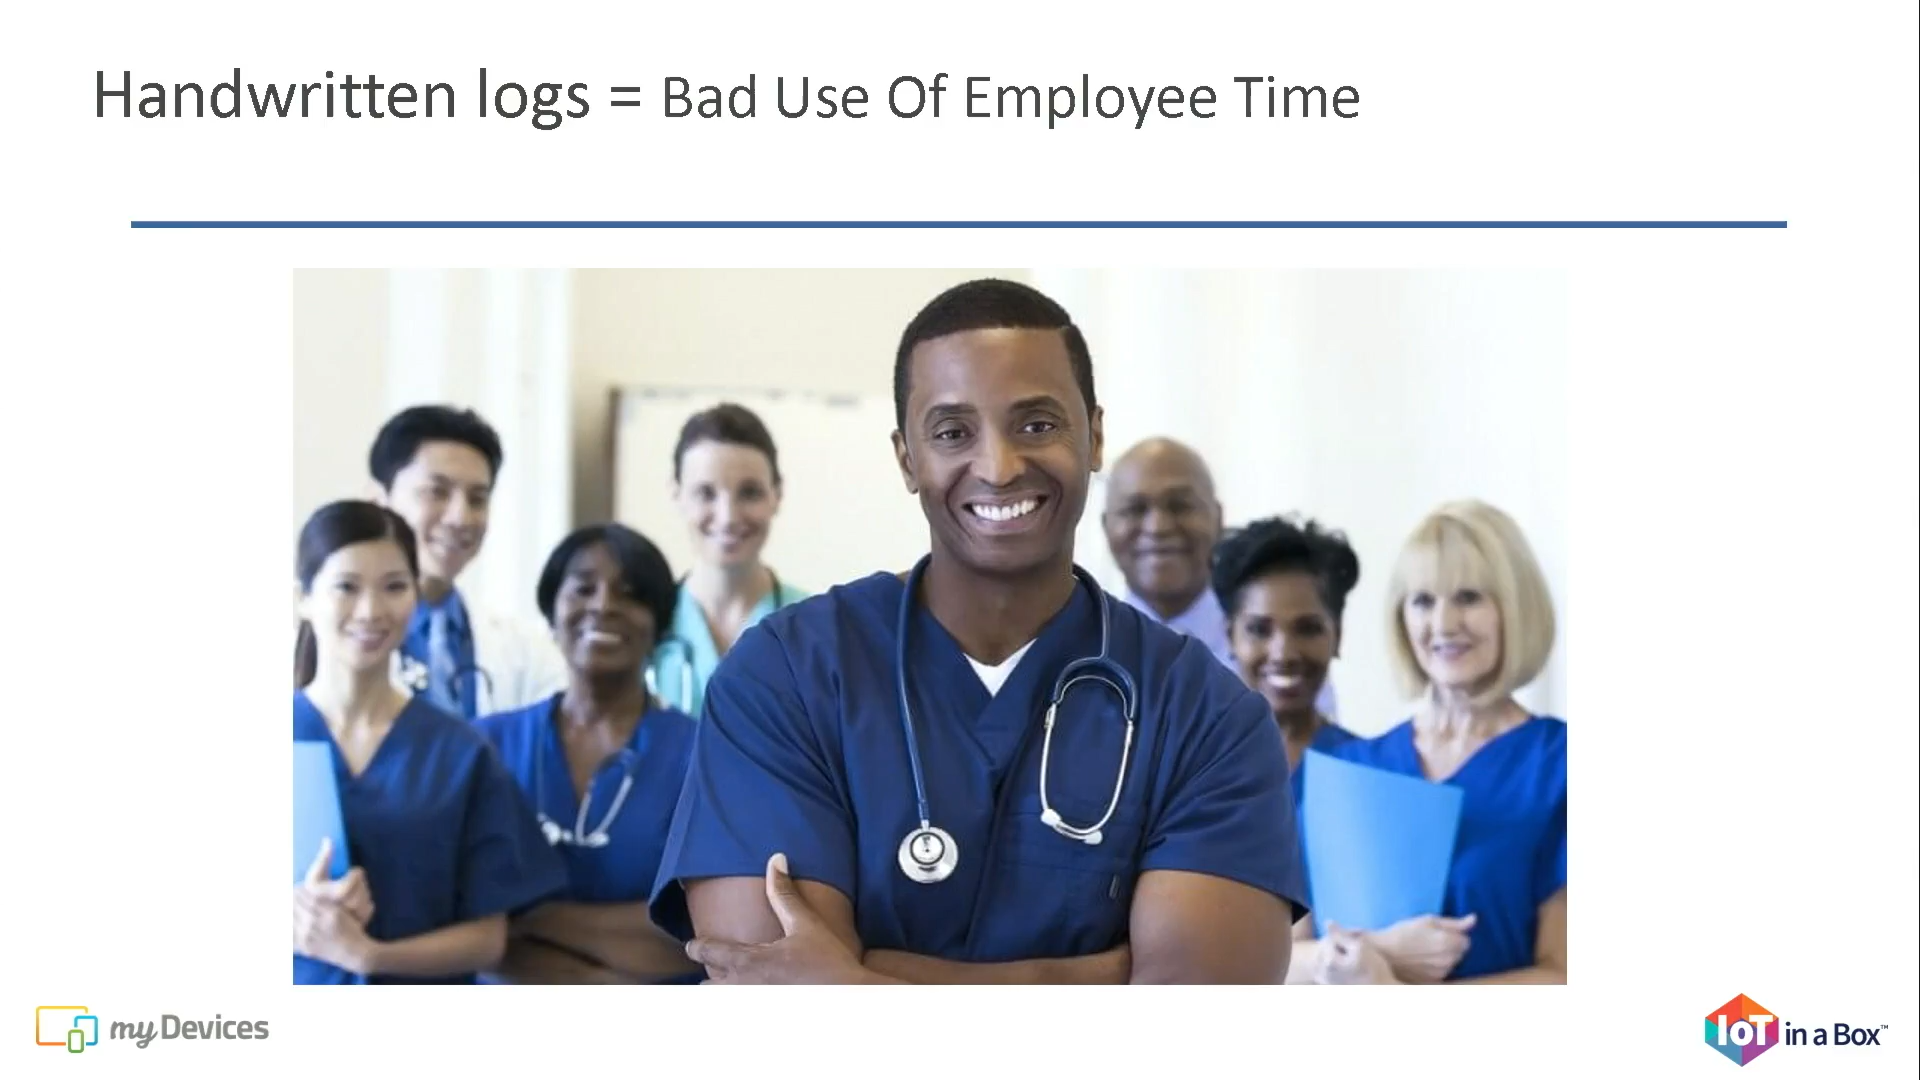 Handwritten logs = Bad Use Of Employee Time
myDevices
IoT in a Box™